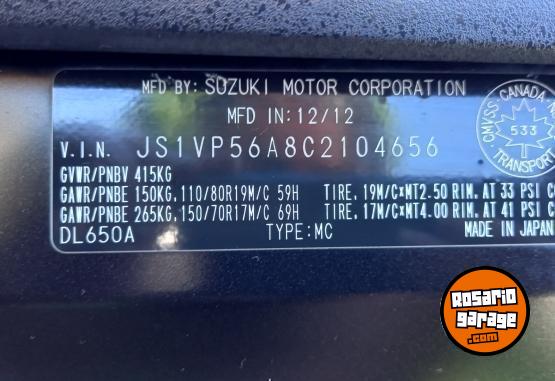 MFD BY: SUZUKI MOTOR CORPORATION
MFD IN: 12/12
V.I.N. JS1VP56A8C2104656
GVWR/PNBV 415KG
GAWR/PNBE 150KG, 110/80R19M/C 59H TIRE, 19M/C×MT2.50 RIM, AT 33 PSI C
GAWR/PNBE 265KG, 150/70R17M/C 69H TIRE, 17M/C×MT4.00 RIM, AT 41 PSI C
DL650A TYPE:MC MADE IN JAPAN
CANADA
CMVSS
533
TRANSPORT
Rosario
garage
.com